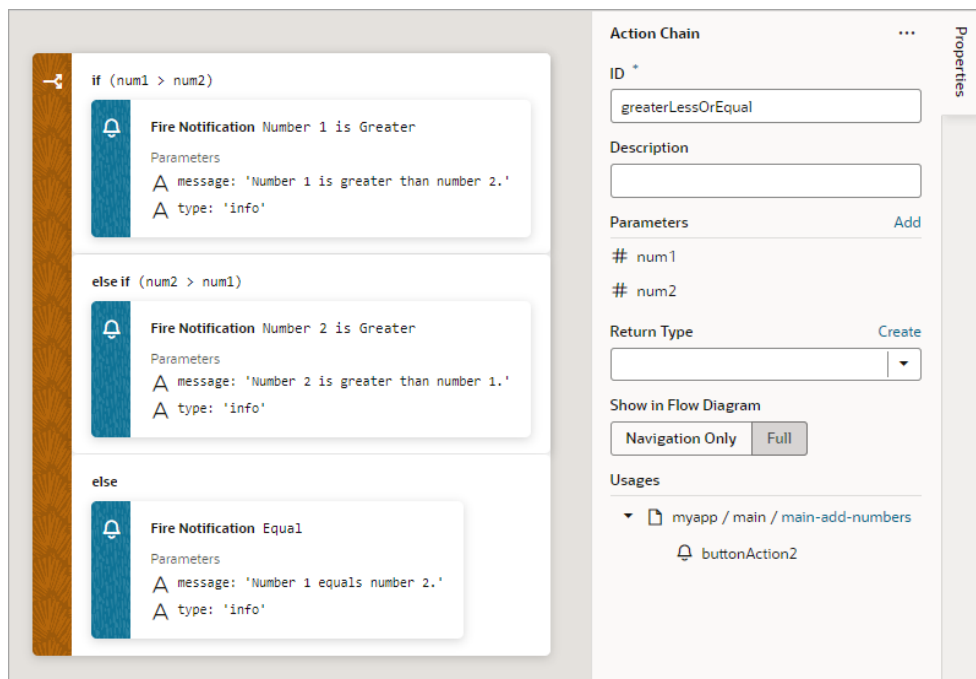 if (num1 > num2)
Fire Notification Number 1 is Greater
Parameters
A message: 'Number 1 is greater than number 2.'
A type: 'info'
else if (num2 > num1)
Fire Notification Number 2 is Greater
Parameters
A message: 'Number 2 is greater than number 1.'
A type: 'info'
else
Fire Notification Equal
Parameters
A message: 'Number 1 equals number 2.'
A type: 'info'
Action Chain ...
ID *
greaterLessOrEqual
Description
Parameters Add
# num1
# num2
Return Type Create
Show in Flow Diagram
Navigation Only Full
Usages
myapp / main / main-add-numbers
buttonAction2
Properties